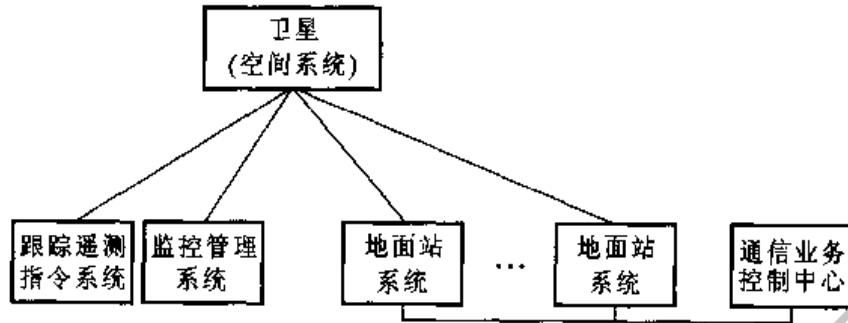 卫星
(空间系统)
跟踪遥测
指令系统
监控管理
系统
地面站
系统
...
地面站
系统
通信业务
控制中心